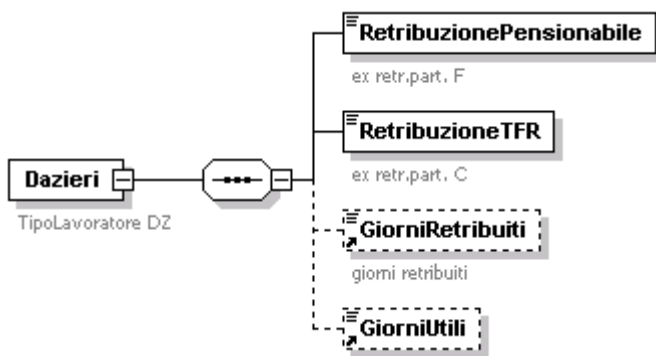 RetribuzionePensionabile
ex retr.part. F
RetribuzioneTFR
ex retr.part. C
Dazieri
TipoLavoratore DZ
GiorniRetribuiti
giorni retribuiti
GiorniUtili